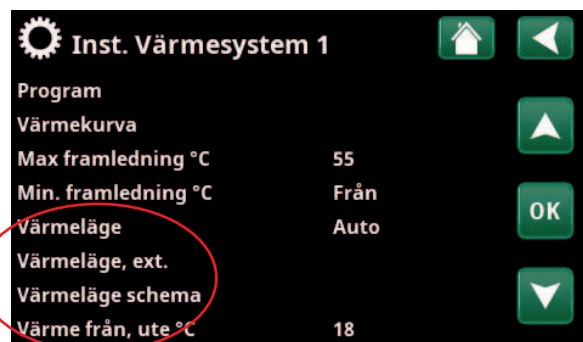 Inst. Värmesystem 1
Program
Värmekurva
Max framledning °C 55
Min. framledning °C Från
Värmeläge Auto
OK
Värmeläge, ext.
Värmeläge schema
Värme från, ute °C 18